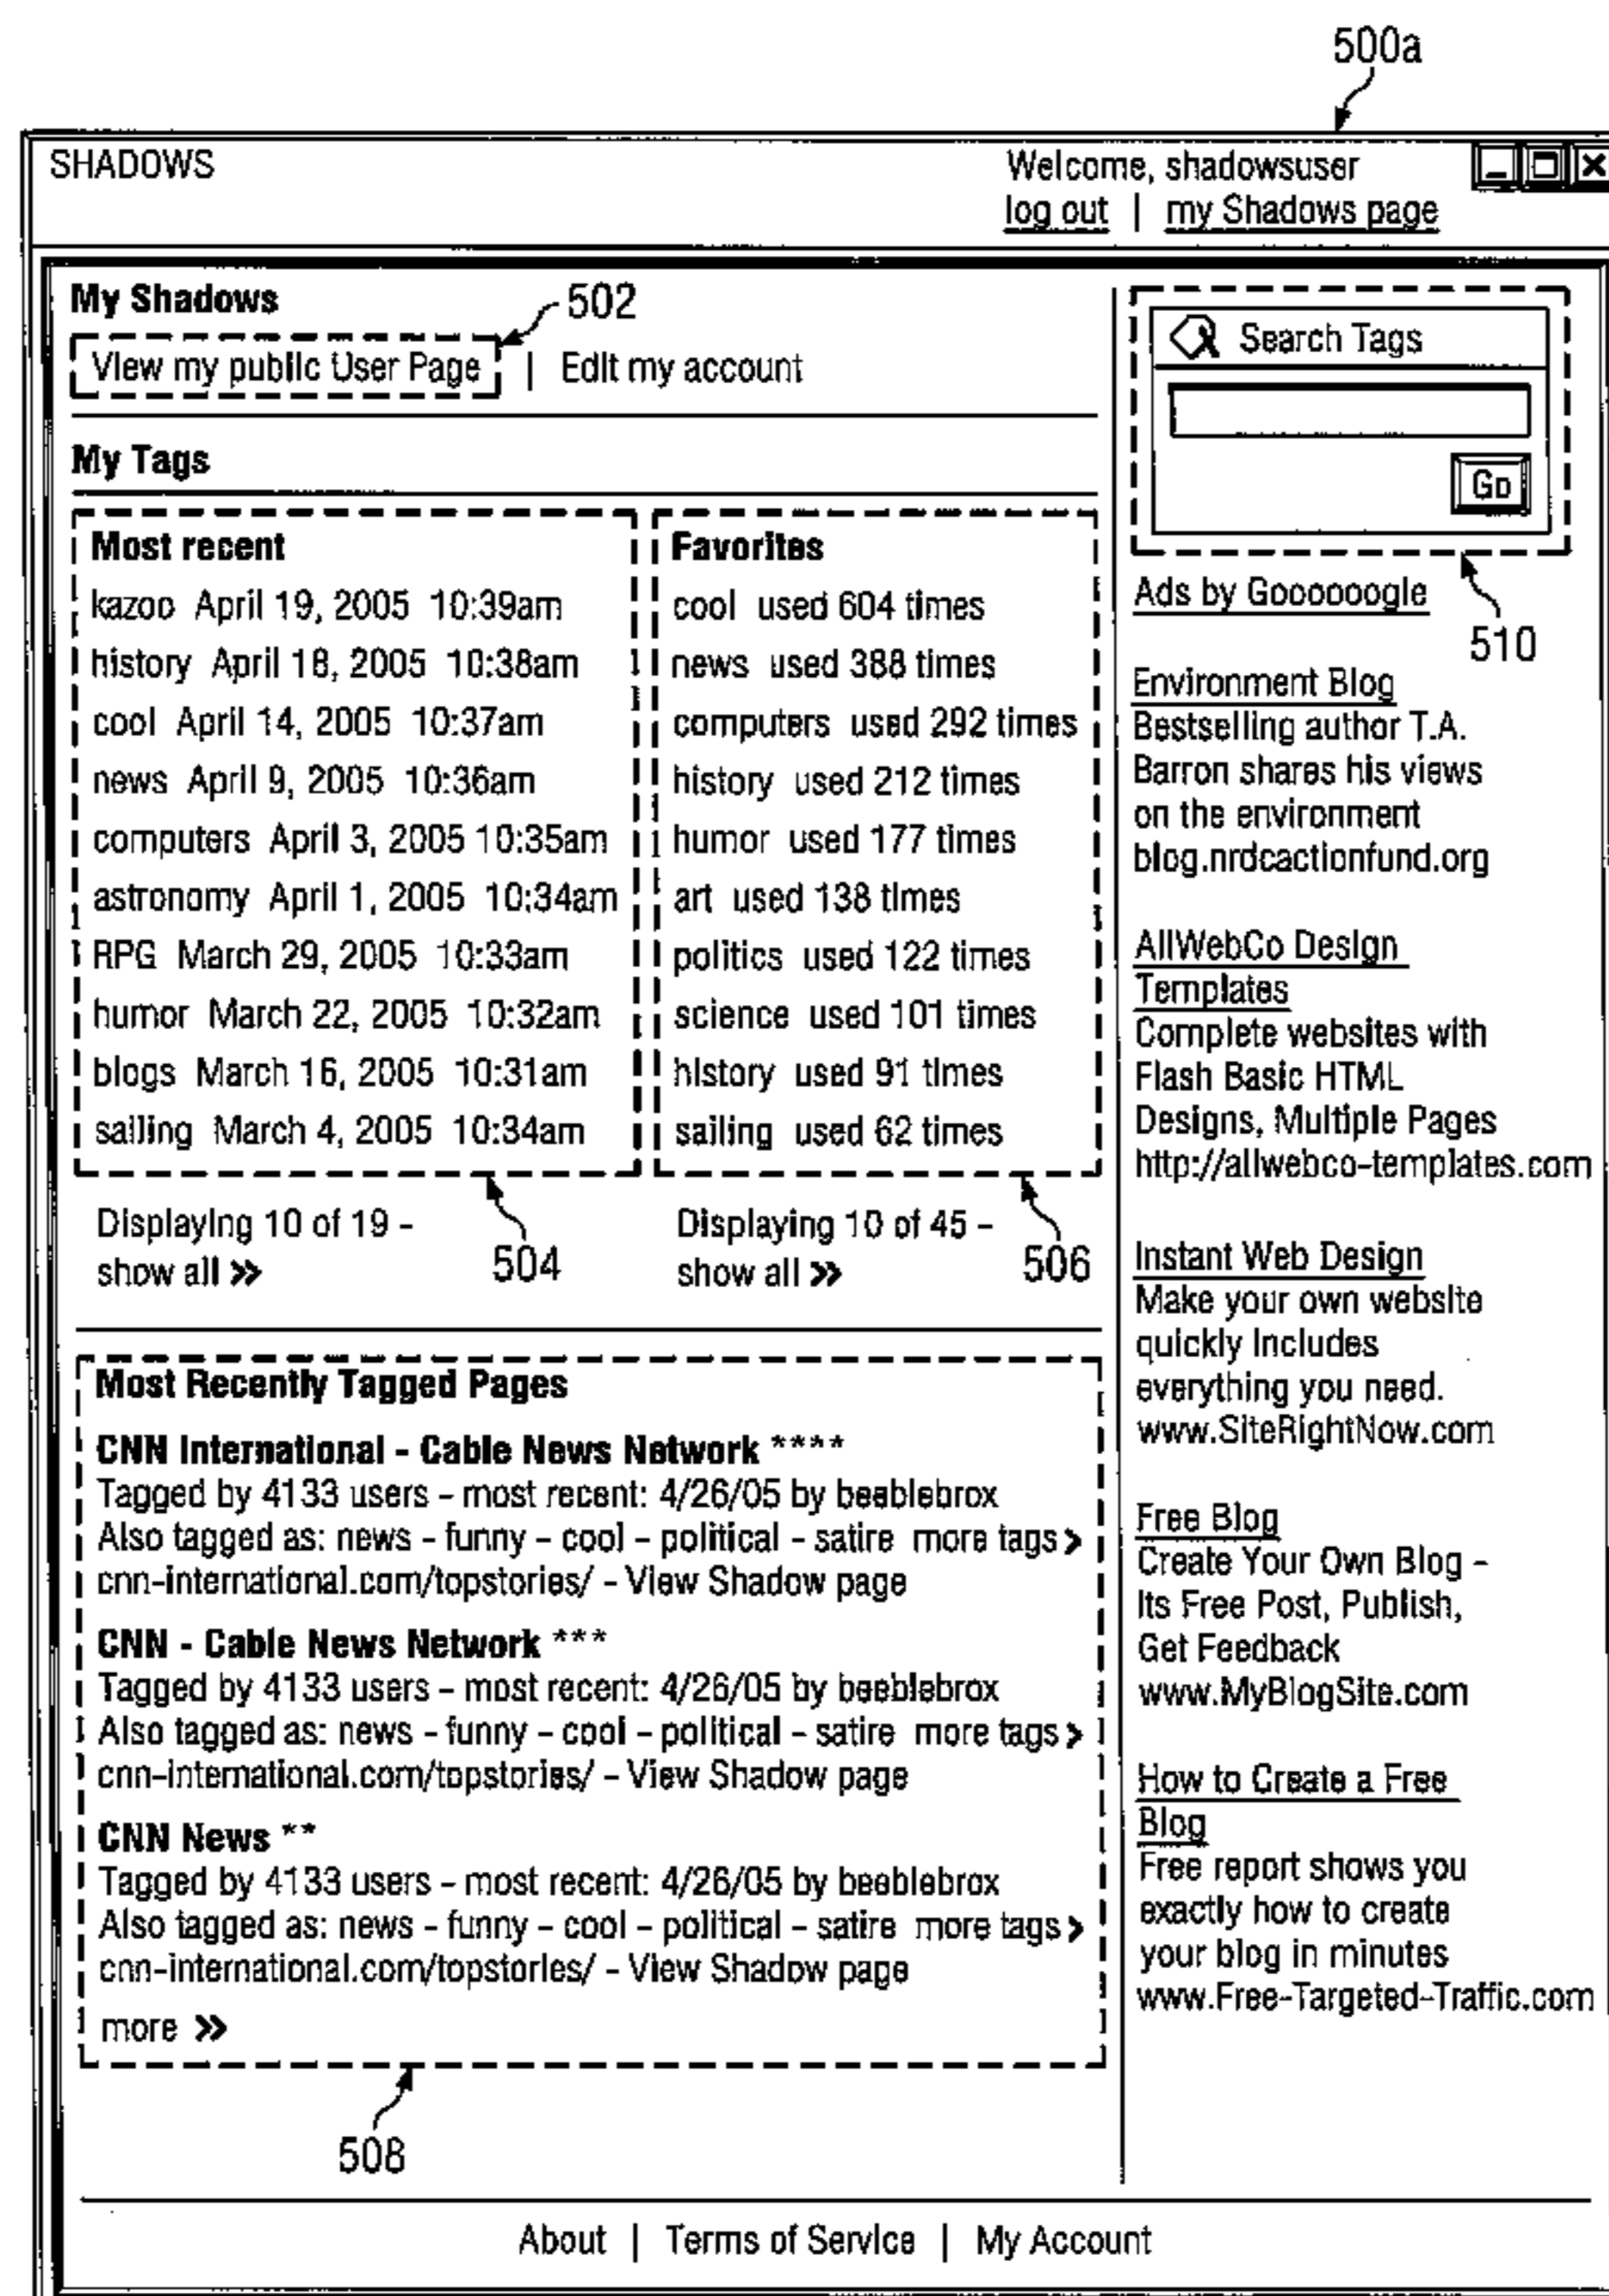 500a
SHADOWS
Welcome, shadowsuser
log out | my Shadows page
My Shadows
502
View my public User Page | Edit my account
My Tags
Most recent
kazoo April 19, 2005 10:39am
history April 18, 2005 10:38am
cool April 14, 2005 10:37am
news April 9, 2005 10:36am
computers April 3, 2005 10:35am
astronomy April 1, 2005 10:34am
RPG March 29, 2005 10:33am
humor March 22, 2005 10:32am
blogs March 16, 2005 10:31am
sailing March 4, 2005 10:34am
Displaying 10 of 19 -
show all »
504
Favorites
cool used 604 times
news used 388 times
computers used 292 times
history used 212 times
humor used 177 times
art used 138 times
politics used 122 times
science used 101 times
history used 91 times
sailing used 62 times
Displaying 10 of 45 -
show all »
506
Most Recently Tagged Pages
CNN International - Cable News Network ****
Tagged by 4133 users - most recent: 4/26/05 by beeblebrox
Also tagged as: news - funny - cool - political - satire more tags >
cnn-international.com/topstories/ - View Shadow page
CNN - Cable News Network ***
Tagged by 4133 users - most recent: 4/26/05 by beeblebrox
Also tagged as: news - funny - cool - political - satire more tags >
cnn-international.com/topstories/ - View Shadow page
CNN News **
Tagged by 4133 users - most recent: 4/26/05 by beeblebrox
Also tagged as: news - funny - cool - political - satire more tags >
cnn-international.com/topstories/ - View Shadow page
more »
508
Search Tags
Go
510
Ads by Goooooogle
Environment Blog
Bestselling author T.A.
Barron shares his views
on the environment
blog.nrdcactionfund.org
AllWebCo Design
Templates
Complete websites with
Flash Basic HTML
Designs, Multiple Pages
http://allwebco-templates.com
Instant Web Design
Make your own website
quickly Includes
everything you need.
www.SiteRightNow.com
Free Blog
Create Your Own Blog -
Its Free Post, Publish,
Get Feedback
www.MyBlogSite.com
How to Create a Free
Blog
Free report shows you
exactly how to create
your blog in minutes
www.Free-Targeted-Traffic.com
About | Terms of Service | My Account